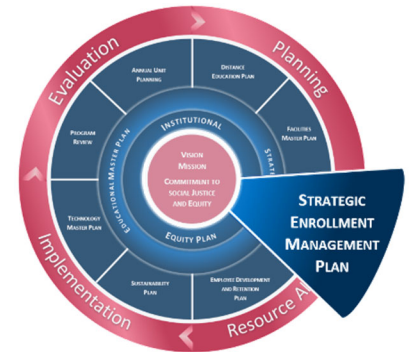 Evaluation
Planning
Resource Al
Implementation
ANNUAL UNIT
PLANNING
DISTANCE
EDUCATION PLAN
FACILITIES
MASTER PLAN
STRATEGIC
ENROLLMENT
MANAGEMENT
PLAN
EMPLOYEE DEVELOPMENT
AND RETENTION
PLAN
SUSTAINABILITY
PLAN
TECHNOLOGY
MASTER PLAN
PROGRAM
REVIEW
EDUCATIONAL MASTER PLAN
STRATE
INSTITUTIONAL
EQUITY PLAN
VISION
MISSION
COMMITMENT TO
SOCIAL JUSTICE
AND EQUITY